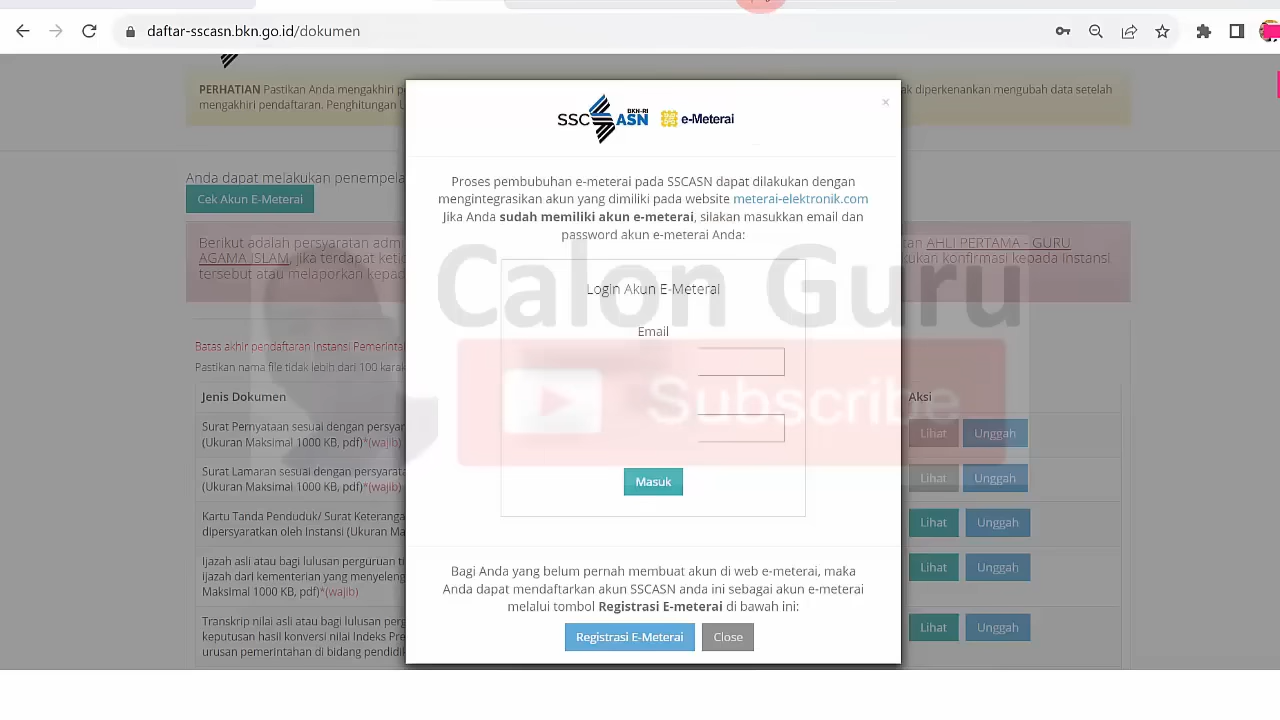 daftar-sscasn.bkn.go.id/dokumen
PERHATIAN Pastikan Anda mengakhiri p
ak diperkenankan mengubah data setelah
mengakhiri pendaftaran. Penghitungan
SSC ASN BKN-RI e-Meterai
×
Anda dapat melakukan penempela
Cek Akun E-Meterai
Proses pembubuhan e-meterai pada SSCASN dapat dilakukan dengan
mengintegrasikan akun yang dimiliki pada website meterai-elektronik.com
Jika Anda sudah memiliki akun e-meterai, silakan masukkan email dan
password akun e-meterai Anda:
Berikut adalah persyaratan admi
tan AHLI PERTAMA - GURU
AGAMA ISLAM, jika terdapat ketid
ukan konfirmasi kepada Instansi
tersebut atau melaporkan kepad
Calon Guru
Subscribe
Login Akun E-Meterai
Email
Masuk
Batas akhir pendaftaran Instansi Pemerinta
Pastikan nama file tidak lebih dari 100 karak
Jenis Dokumen
Aksi
Surat Pernyataan sesuai dengan persyar
(Ukuran Maksimal 1000 KB, pdf)*(wajib)
Lihat Unggah
Surat Lamaran sesuai dengan persyarata
(Ukuran Maksimal 1000 KB, pdf)*(wajib)
Lihat Unggah
Kartu Tanda Penduduk/ Surat Keteranga
dipersyaratkan oleh Instansi (Ukuran Ma
Lihat Unggah
Ijazah asli atau bagi lulusan perguruan ti
ijazah dari kementerian yang menyeleng
Maksimal 1000 KB, pdf)*(wajib)
Lihat Unggah
Transkrip nilai asli atau bagi lulusan perg
keputusan hasil konversi nilai Indeks Pre
urusan pemerintahan di bidang pendidik
Lihat Unggah
Bagi Anda yang belum pernah membuat akun di web e-meterai, maka
Anda dapat mendaftarkan akun SSCASN anda ini sebagai akun e-meterai
melalui tombol Registrasi E-meterai di bawah ini:
Registrasi E-Meterai Close